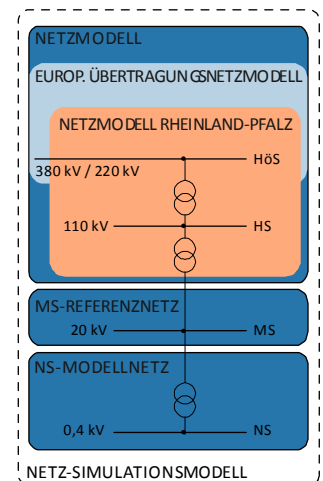 NETZMODELL
EUROP. ÜBERTRAGUNGSNETZMODELL
NETZMODELL RHEINLAND-PFALZ
HöS
380 kV / 220 kV
110 kV HS
MS-REFERENZNETZ
20 kV MS
NS-MODELLNETZ
0,4 kV NS
NETZ-SIMULATIONSMODELL